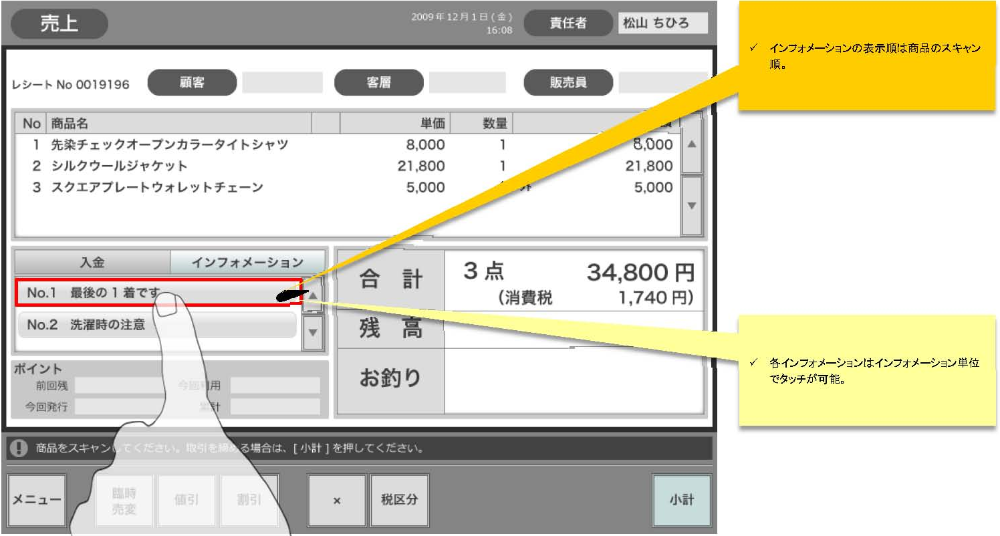 売上
2009年12月1日(金)
16:08
責任者
松山 ちひろ
レシート No 0019196
顧客
客層
販売員
No 商品名 単価 数量
1 先染チェックオープンカラータイトシャツ 8,000 1 8,000
2 シルクウールジャケット 21,800 1 21,800
3 スクエアプレートウォレットチェーン 5,000 5,000
入金 インフォメーション
No.1 最後の1着です
No.2 洗濯時の注意
合 計
3点 34,800円
(消費税 1,740円)
残 高
お釣り
ポイント
前回残 今回利用
今回発行 累計
商品をスキャンしてください。取引を締める場合は、[小計]を押してください。
メニュー
臨時
売変
値引
割引
×
税区分
小計
✓ インフォメーションの表示順は商品のスキャン
順。
✓ 各インフォメーションはインフォメーション単位
でタッチが可能。